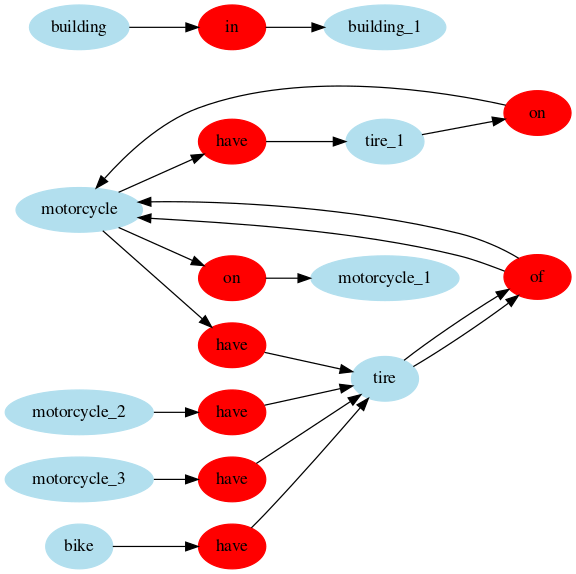 building in building_1
on
have tire_1
motorcycle
on motorcycle_1 of
have
tire
motorcycle_2 have
motorcycle_3 have
bike have